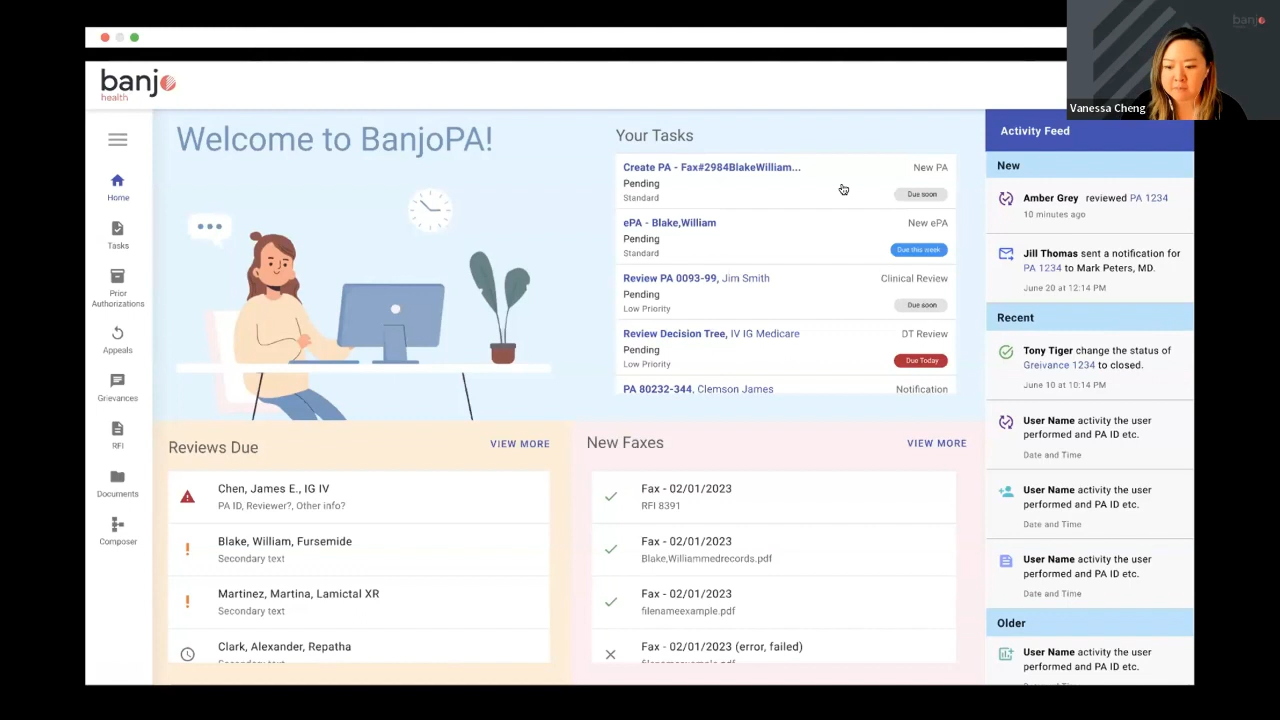 banjo
Vanessa Cheng
banjo
health
Home
Tasks
Prior
Authorizations
Appeals
Grievances
RFI
Documents
Composer
Welcome to BanjoPA!
Your Tasks
Create PA - Fax#2984BlakeWilliam... New PA
Pending
Standard Due soon
ePA - Blake,William New ePA
Pending
Standard Due this week
Review PA 0093-99, Jim Smith Clinical Review
Pending
Low Priority Due soon
Review Decision Tree, IV IG Medicare DT Review
Pending
Low Priority Due Today
PA 80232-344, Clemson James Notification
Reviews Due VIEW MORE
Chen, James E., IG IV
PA ID, Reviewer?, Other info?
Blake, William, Fursemide
Secondary text
Martinez, Martina, Lamictal XR
Secondary text
Clark, Alexander, Repatha
Secondary text
New Faxes VIEW MORE
Fax - 02/01/2023
RFI 8391
Fax - 02/01/2023
Blake,Williammedrecords.pdf
Fax - 02/01/2023
filenameexample.pdf
Fax - 02/01/2023 (error, failed)
filenameexample.pdf
Activity Feed
New
Amber Grey reviewed PA 1234
10 minutes ago
Jill Thomas sent a notification for
PA 1234 to Mark Peters, MD.
June 20 at 12:14 PM
Recent
Tony Tiger change the status of
Greivance 1234 to closed.
June 10 at 10:14 PM
User Name activity the user
performed and PA ID etc.
Date and Time
User Name activity the user
performed and PA ID etc.
Date and Time
User Name activity the user
performed and PA ID etc.
Date and Time
Older
User Name activity the user
performed and PA ID etc.